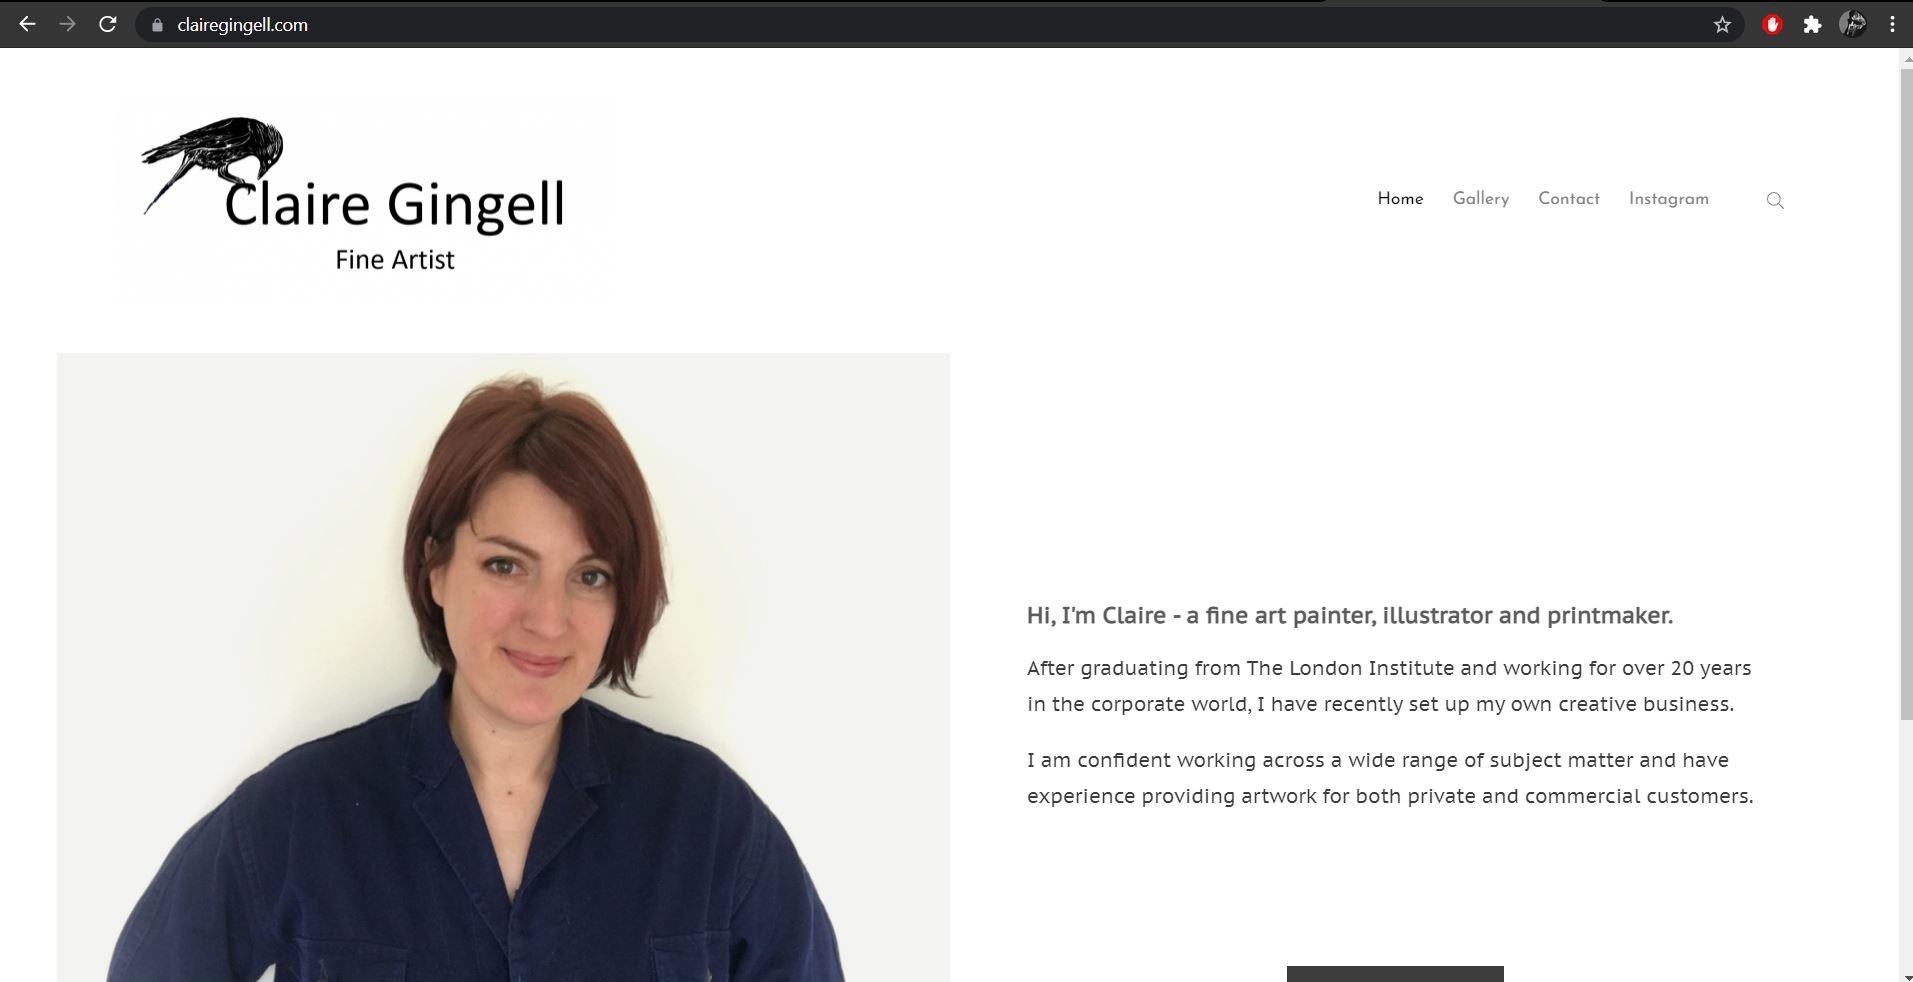 clairegingell.com
Claire Gingell
Fine Artist
Home Gallery Contact Instagram
Hi, I'm Claire - a fine art painter, illustrator and printmaker.
After graduating from The London Institute and working for over 20 years
in the corporate world, I have recently set up my own creative business.
I am confident working across a wide range of subject matter and have
experience providing artwork for both private and commercial customers.